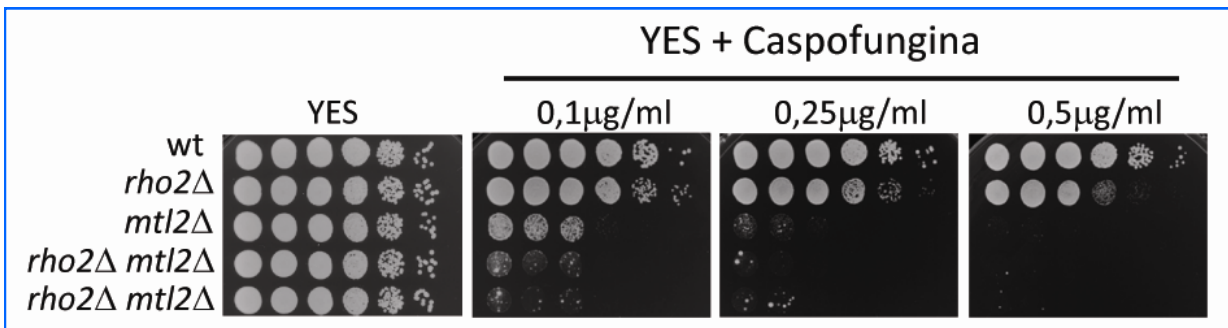 YES + Caspofungina
YES
0,1µg/ml
0,25µg/ml
0,5µg/ml
wt
rho2Δ
mtl2Δ
rho2Δ mtl2Δ
rho2Δ mtl2Δ